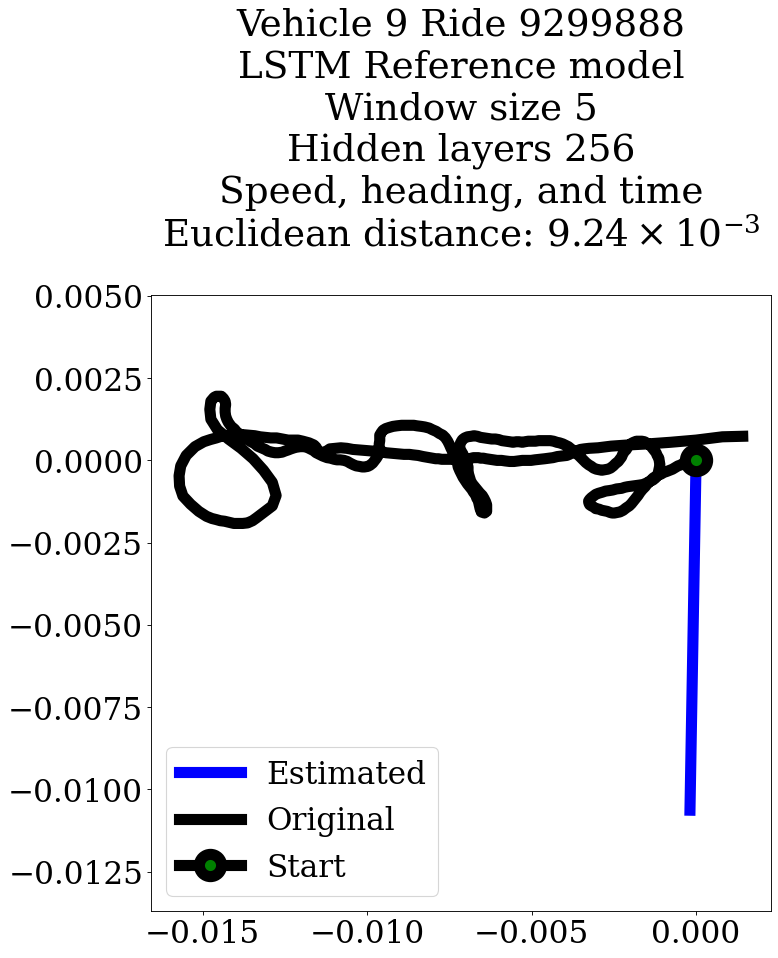 Vehicle 9 Ride 9299888
LSTM Reference model
Window size 5
Hidden layers 256
Speed, heading, and time
Euclidean distance: 9.24 × 10⁻³
0.0050
0.0025
0.0000
−0.0025
−0.0050
−0.0075
−0.0100
−0.0125
Estimated
Original
Start
−0.015 −0.010 −0.005 0.000